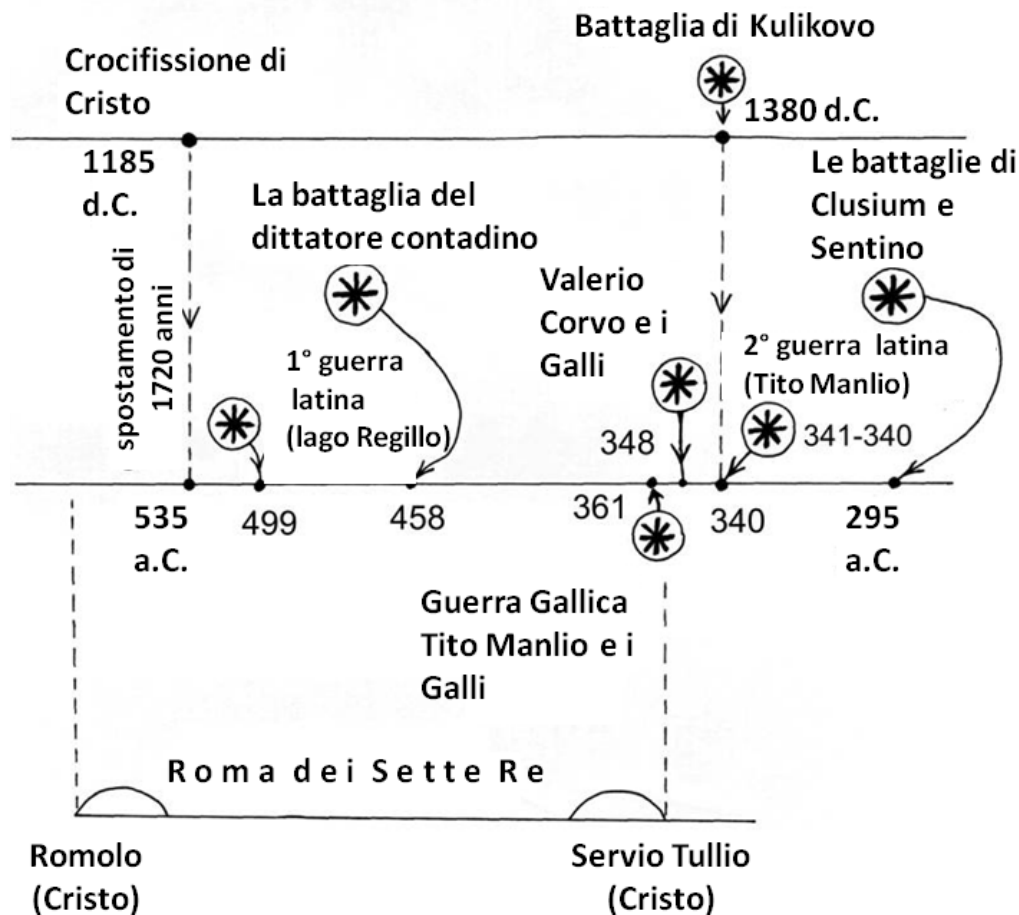 Battaglia di Kulikovo
Crocifissione di
Cristo
1380 d.C.
1185
d.C.
Le battaglie di
Clusium e
Sentino
La battaglia del
dittatore contadino
spostamento di
1720 anni
Valerio
Corvo e i
Galli
1° guerra
latina
(lago Regillo)
2° guerra latina
(Tito Manlio)
341-340
348
535
a.C.
499
458
361
340
295
a.C.
Guerra Gallica
Tito Manlio e i
Galli
Roma dei Sette Re
Romolo
(Cristo)
Servio Tullio
(Cristo)